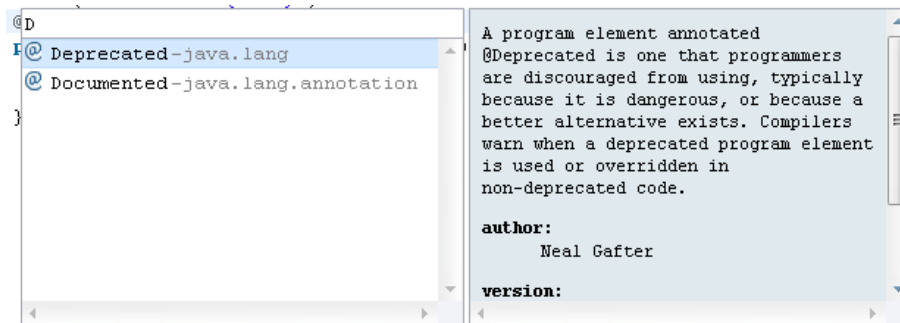 @D
Deprecated-java.lang
Documented-java.lang.annotation
}
A program element annotated
@Deprecated is one that programmers
are discouraged from using, typically
because it is dangerous, or because a
better alternative exists. Compilers
warn when a deprecated program element
is used or overridden in
non-deprecated code.
author:
Neal Gafter
version: